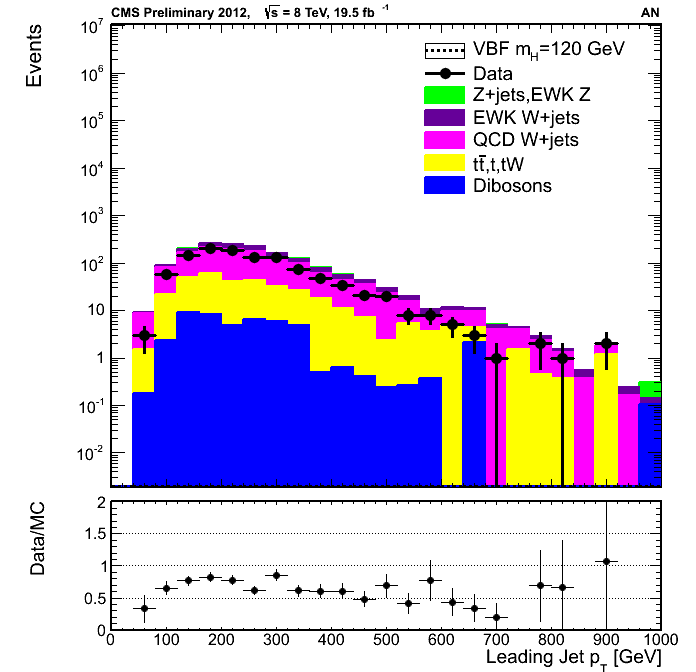 CMS Preliminary 2012, √s = 8 TeV, 19.5 fb⁻¹ AN
Events
10⁷
10⁶
10⁵
10⁴
10³
10²
10
1
10⁻¹
10⁻²
VBF m_H=120 GeV
Data
Z+jets,EWK Z
EWK W+jets
QCD W+jets
tt̄,t,tW
Dibosons
Data/MC
2
1.5
1
0.5
0
0 100 200 300 400 500 600 700 800 900 1000
Leading Jet p_T [GeV]